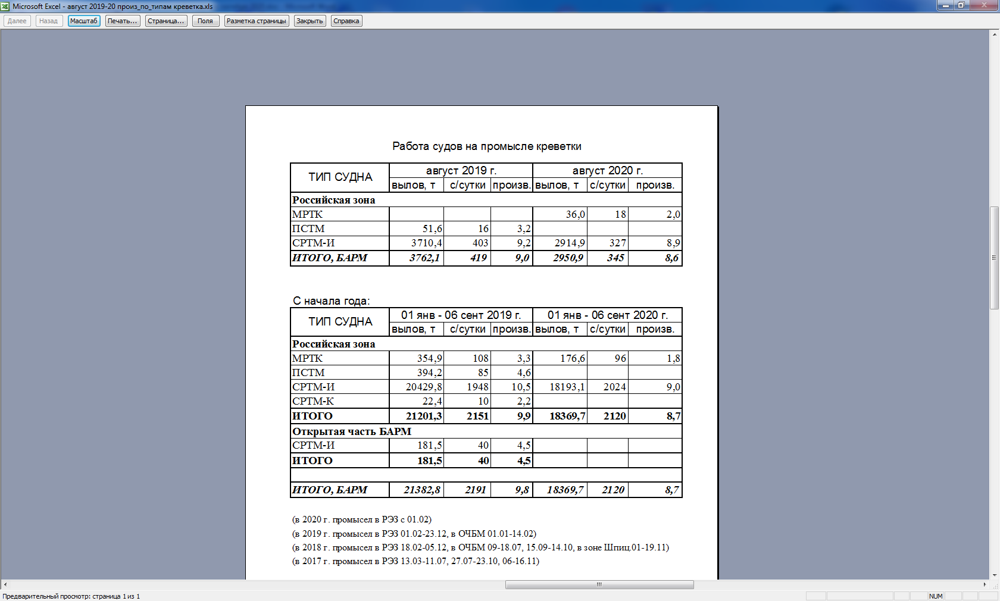 Microsoft Excel - август 2019-20 произ_по_типам креветка.xls
Далее Назад Масштаб Печать... Страница... Поля Разметка страницы Закрыть Справка
Работа судов на промысле креветки
ТИП СУДНА август 2019 г. август 2020 г.
вылов, т с/сутки произв. вылов, т с/сутки произв.
Российская зона
МРТК 36,0 18 2,0
ПСТМ 51,6 16 3,2
СРТМ-И 3710,4 403 9,2 2914,9 327 8,9
ИТОГО, БАРМ 3762,1 419 9,0 2950,9 345 8,6
С начала года:
ТИП СУДНА 01 янв - 06 сент 2019 г. 01 янв - 06 сент 2020 г.
вылов, т с/сутки произв. вылов, т с/сутки произв.
Российская зона
МРТК 354,9 108 3,3 176,6 96 1,8
ПСТМ 394,2 85 4,6
СРТМ-И 20429,8 1948 10,5 18193,1 2024 9,0
СРТМ-К 22,4 10 2,2
ИТОГО 21201,3 2151 9,9 18369,7 2120 8,7
Открытая часть БАРМ
СРТМ-И 181,5 40 4,5
ИТОГО 181,5 40 4,5
ИТОГО, БАРМ 21382,8 2191 9,8 18369,7 2120 8,7
(в 2020 г. промысел в РЭЗ с 01.02)
(в 2019 г. промысел в РЭЗ 01.02-23.12, в ОЧБМ 01.01-14.02)
(в 2018 г. промысел в РЭЗ 18.02-05.12, в ОЧБМ 09-18.07, 15.09-14.10, в зоне Шпиц.01-19.11)
(в 2017 г. промысел в РЭЗ 13.03-11.07, 27.07-23.10, 06-16.11)
Предварительный просмотр: страница 1 из 1 NUM